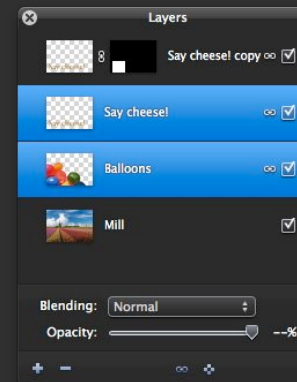 Layers
Say cheese! copy
Say cheese!
Balloons
Mill
Blending: Normal
Opacity: --%